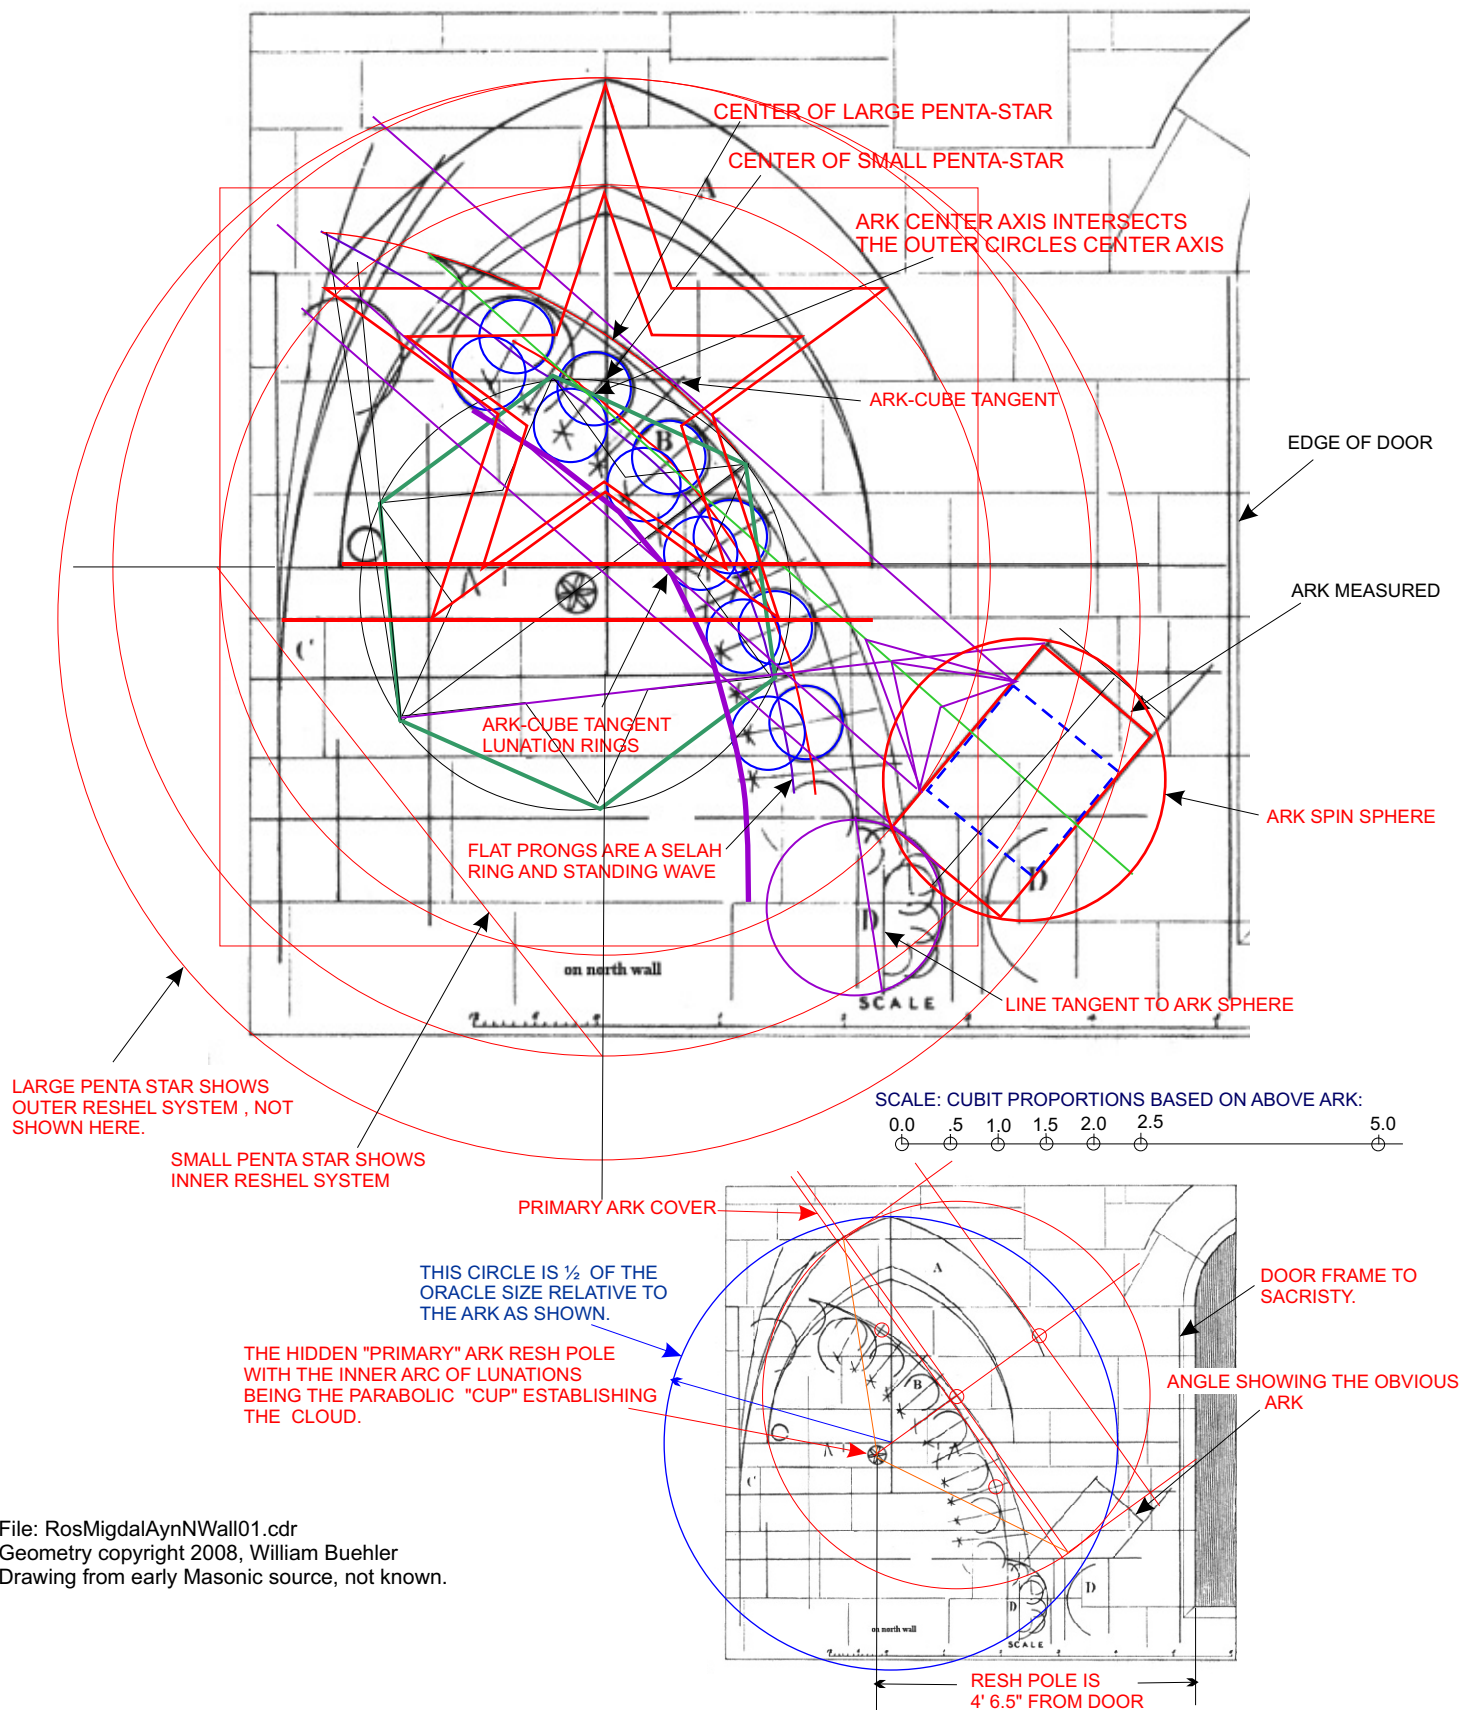 CENTER OF LARGE PENTA-STAR
CENTER OF SMALL PENTA-STAR
A
ARK CENTER AXIS INTERSECTS
THE OUTER CIRCLES CENTER AXIS
ARK-CUBE TANGENT
B
EDGE OF DOOR
ARK MEASURED
C
ARK-CUBE TANGENT
LUNATION RINGS
ARK SPIN SPHERE
FLAT PRONGS ARE A SELAH
RING AND STANDING WAVE
D
D
on north wall
SCALE
LINE TANGENT TO ARK SPHERE
LARGE PENTA STAR SHOWS
OUTER RESHEL SYSTEM , NOT
SHOWN HERE.
SCALE: CUBIT PROPORTIONS BASED ON ABOVE ARK:
0.0 .5 1.0 1.5 2.0 2.5 5.0
SMALL PENTA STAR SHOWS
INNER RESHEL SYSTEM
PRIMARY ARK COVER
THIS CIRCLE IS ½ OF THE
ORACLE SIZE RELATIVE TO
THE ARK AS SHOWN.
A
DOOR FRAME TO
SACRISTY.
THE HIDDEN "PRIMARY" ARK RESH POLE
WITH THE INNER ARC OF LUNATIONS
BEING THE PARABOLIC "CUP" ESTABLISHING
THE CLOUD.
B
ANGLE SHOWING THE OBVIOUS
ARK
A
C
File: RosMigdalAynNWall01.cdr
Geometry copyright 2008, William Buehler
Drawing from early Masonic source, not known.
D
D
on north wall
SCALE
RESH POLE IS
4' 6.5" FROM DOOR